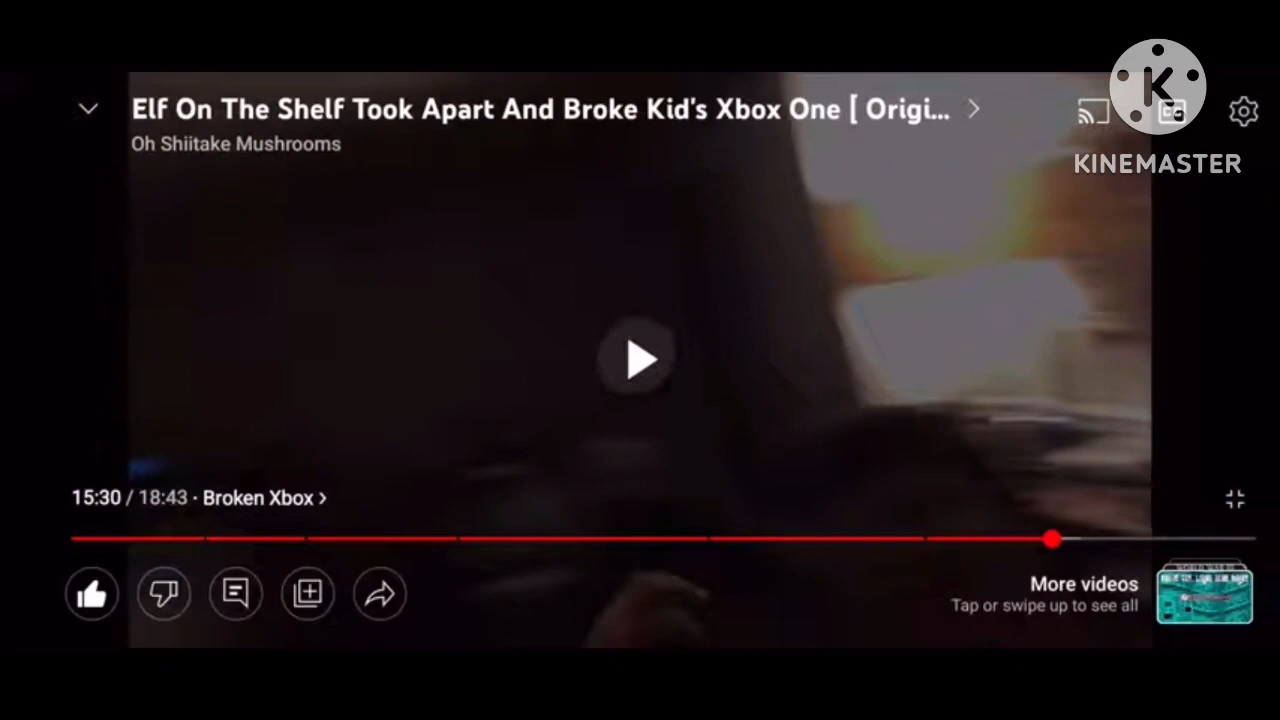 Elf On The Shelf Took Apart And Broke Kid's Xbox One [ Origi...
Oh Shiitake Mushrooms
K
KINEMASTER
15:30 / 18:43 · Broken Xbox
More videos
Tap or swipe up to see all